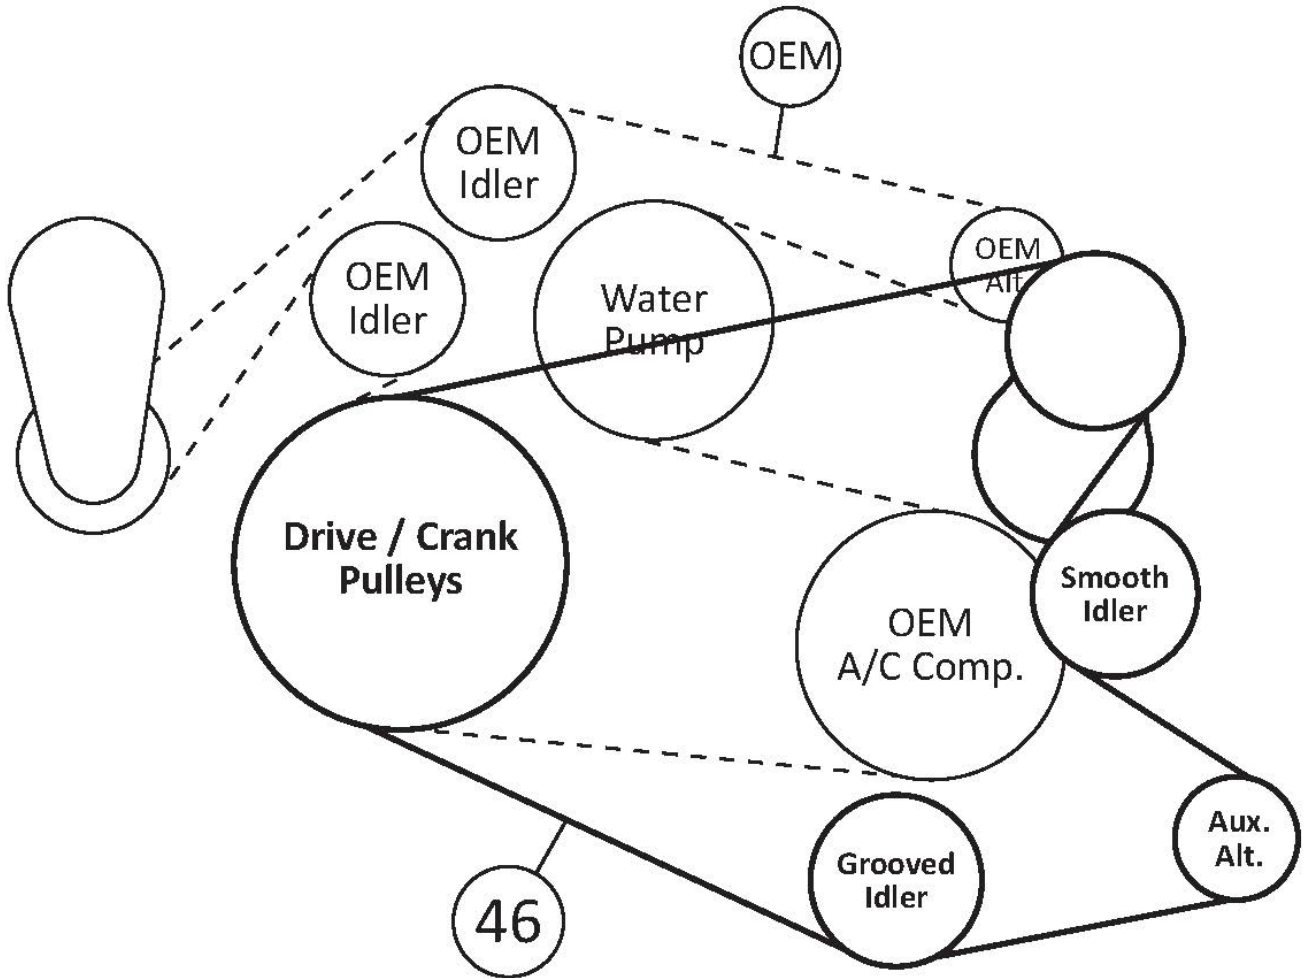 OEM
OEM
Idler
OEM
Idler
Water
Pump
OEM
Alt.
Drive / Crank
Pulleys
Smooth
Idler
OEM
A/C Comp.
Aux.
Alt.
Grooved
Idler
46